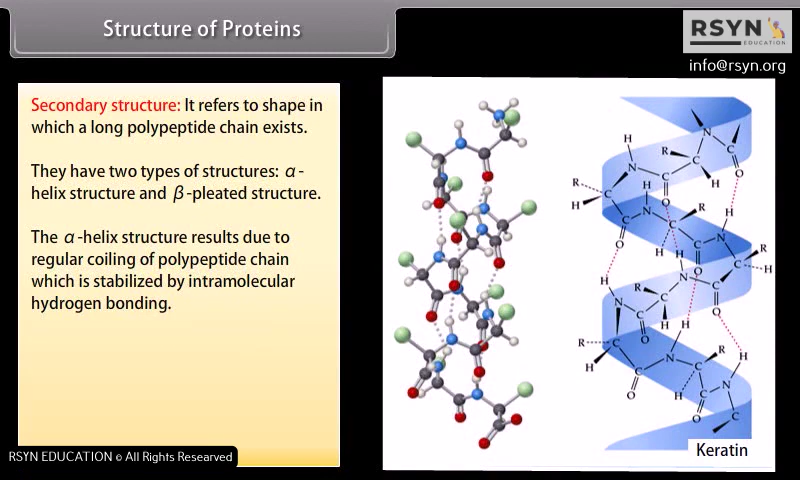 Structure of Proteins
RSYN
EDUCATION
info@rsyn.org
Secondary structure: It refers to shape in
which a long polypeptide chain exists.
They have two types of structures: α-
helix structure and β-pleated structure.
The α-helix structure results due to
regular coiling of polypeptide chain
which is stabilized by intramolecular
hydrogen bonding.
Keratin
RSYN EDUCATION © All Rights Researved